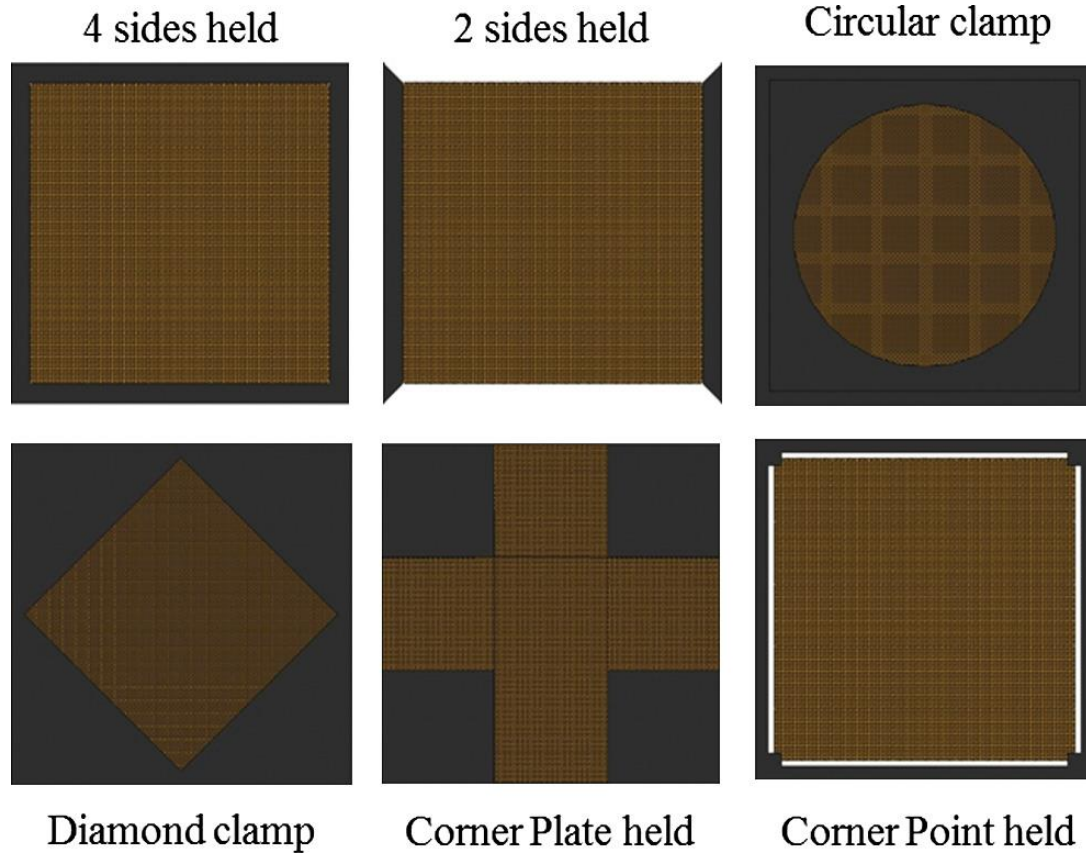 4 sides held
2 sides held
Circular clamp
Diamond clamp
Corner Plate held
Corner Point held